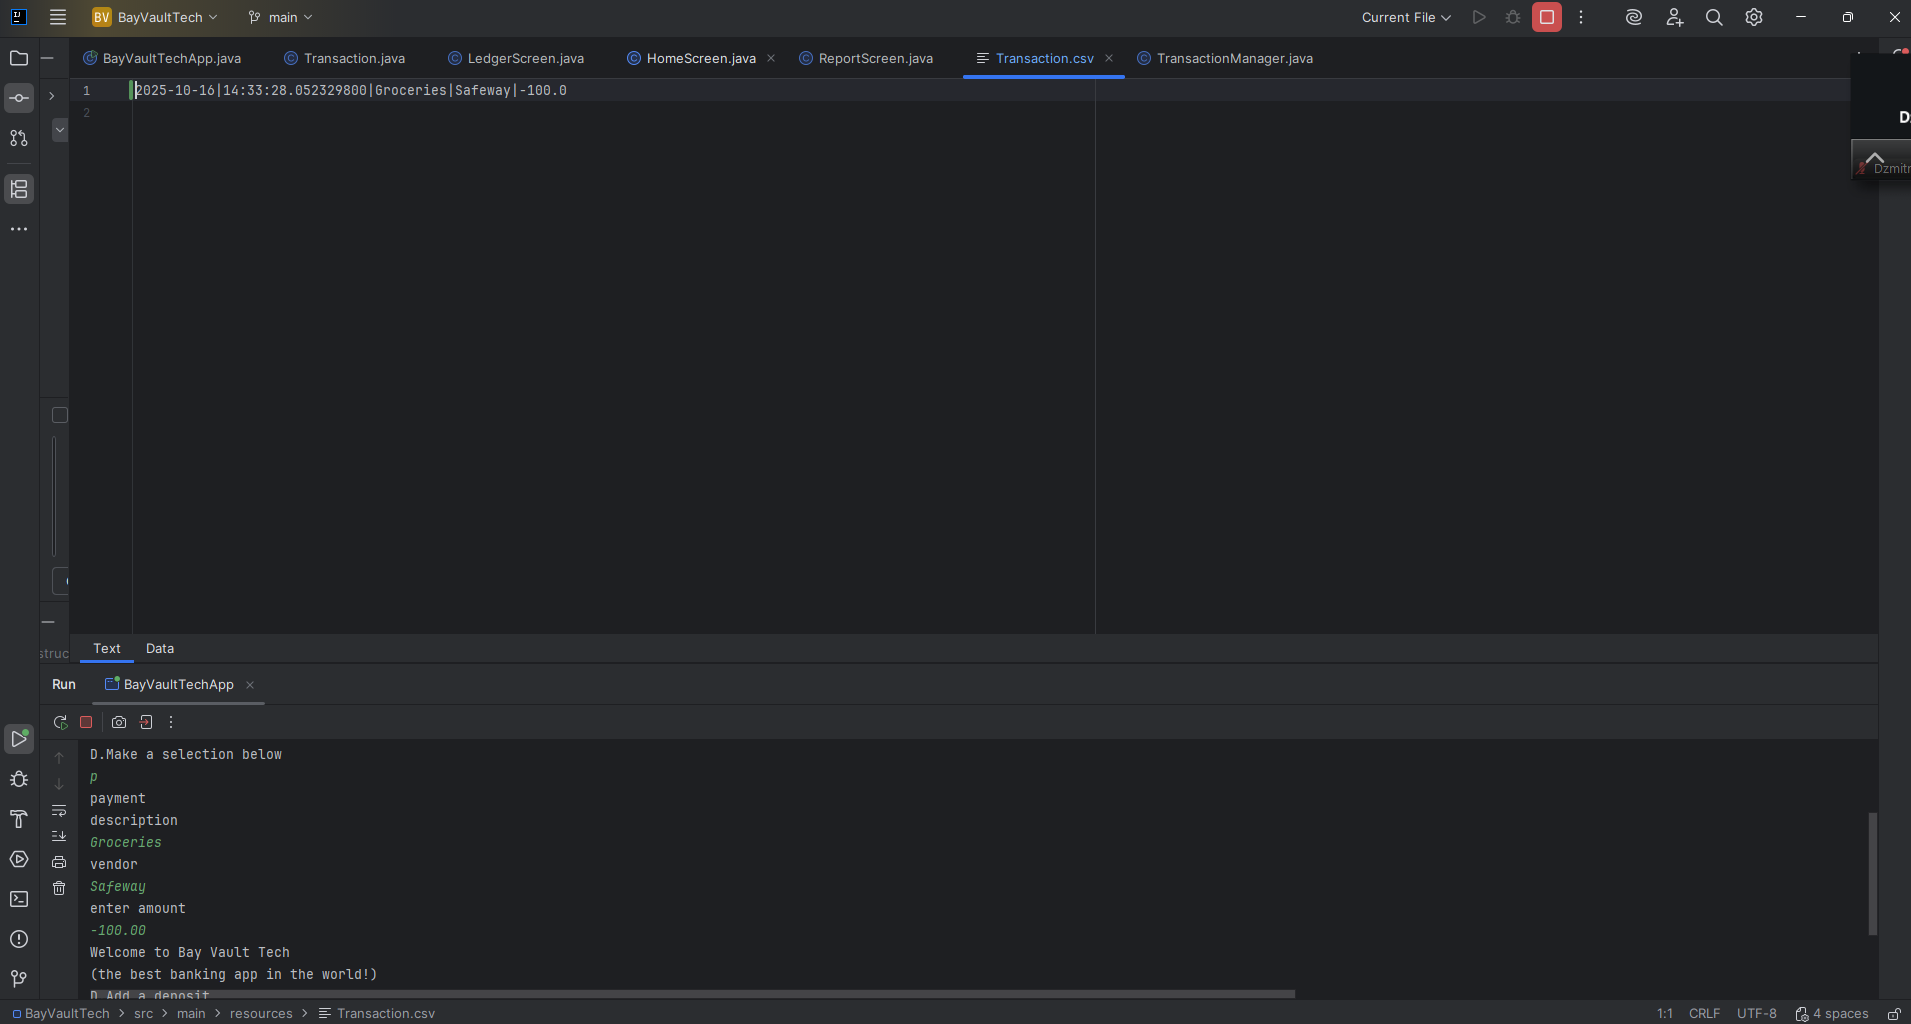 BV BayVaultTech main Current File
BayVaultTechApp.java Transaction.java LedgerScreen.java HomeScreen.java ReportScreen.java Transaction.csv TransactionManager.java
1 2025-10-16|14:33:28.052329800|Groceries|Safeway|-100.0
2
Dzmitr
Text Data
Run BayVaultTechApp
D.Make a selection below
p
payment
description
Groceries
vendor
Safeway
enter amount
-100.00
Welcome to Bay Vault Tech
(the best banking app in the world!)
D.Add a deposit
BayVaultTech > src > main > resources > Transaction.csv 1:1 CRLF UTF-8 4 spaces